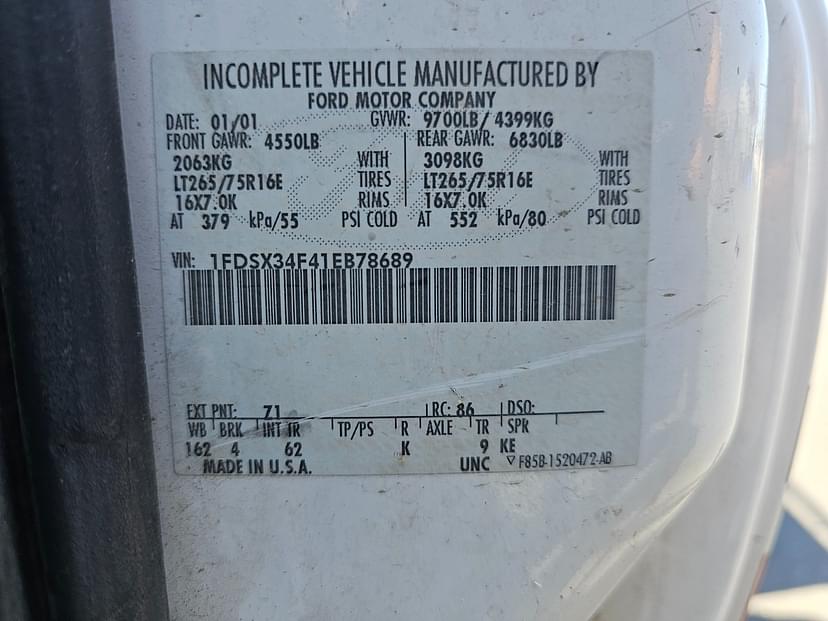 INCOMPLETE VEHICLE MANUFACTURED BY
FORD MOTOR COMPANY
DATE: 01/01 GVWR: 9700LB/ 4399KG
FRONT GAWR: 4550LB REAR GAWR: 6830LB
2063KG WITH 3098KG WITH
LT265/75R16E TIRES LT265/75R16E TIRES
16X7.0K RIMS 16X7.0K RIMS
AT 379 kPa/55 PSI COLD AT 552 kPa/80 PSI COLD
VIN: 1FDSX34F41EB78689
EXT PNT: Z1 RC: 86 DSO:
WB BRK INT TR TP/PS R AXLE TR SPR
162 4 62 K 9 KE
MADE IN U.S.A. UNC F85B-1520472-AB